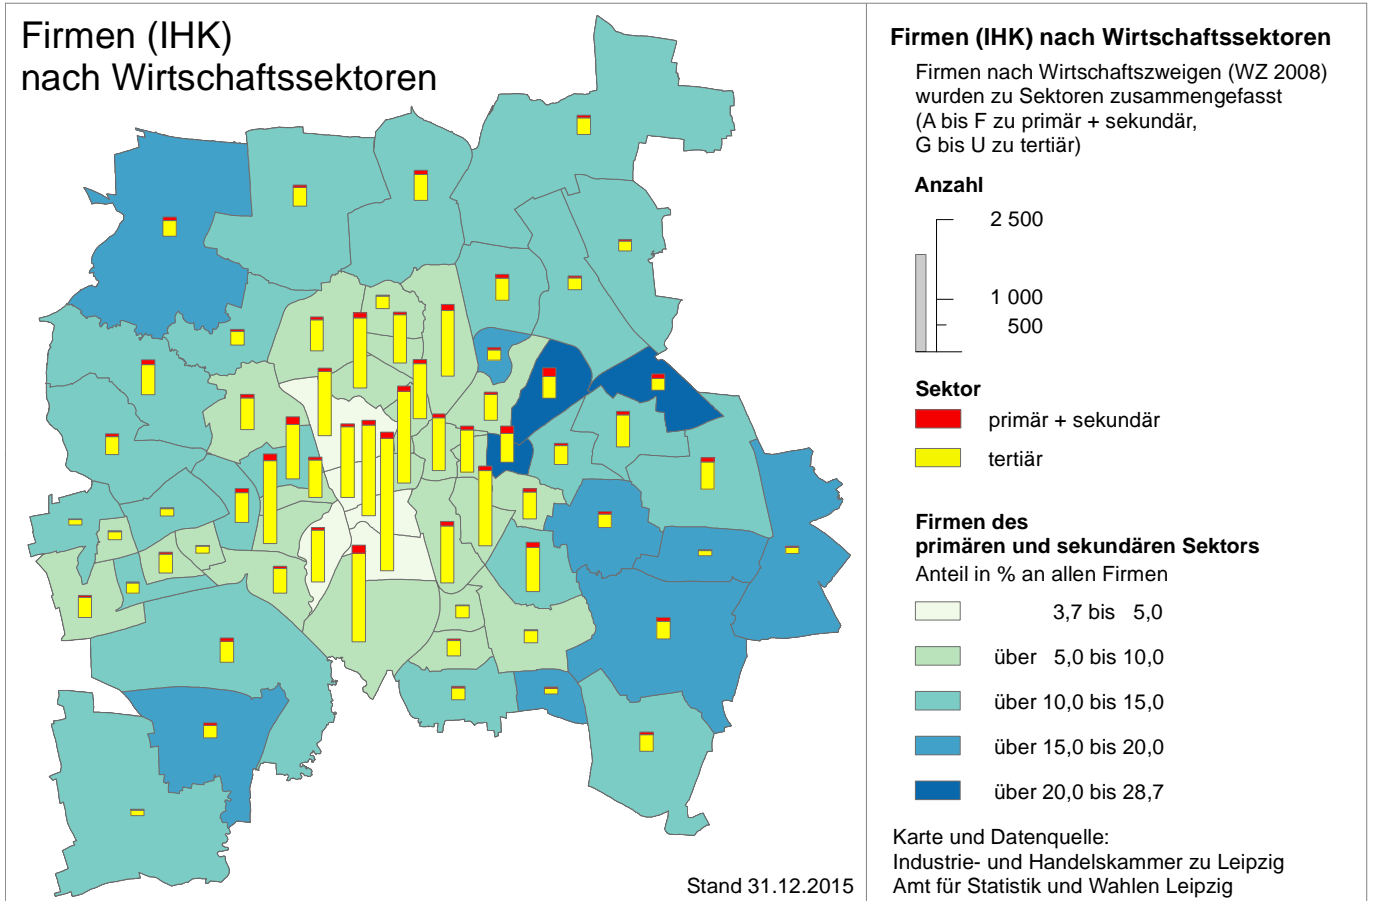 Firmen (IHK)
nach Wirtschaftssektoren
Stand 31.12.2015
Firmen (IHK) nach Wirtschaftssektoren
Firmen nach Wirtschaftszweigen (WZ 2008)
wurden zu Sektoren zusammengefasst
(A bis F zu primär + sekundär,
G bis U zu tertiär)
Anzahl
2 500
1 000
500
Sektor
primär + sekundär
tertiär
Firmen des
primären und sekundären Sektors
Anteil in % an allen Firmen
3,7 bis 5,0
über 5,0 bis 10,0
über 10,0 bis 15,0
über 15,0 bis 20,0
über 20,0 bis 28,7
Karte und Datenquelle:
Industrie- und Handelskammer zu Leipzig
Amt für Statistik und Wahlen Leipzig